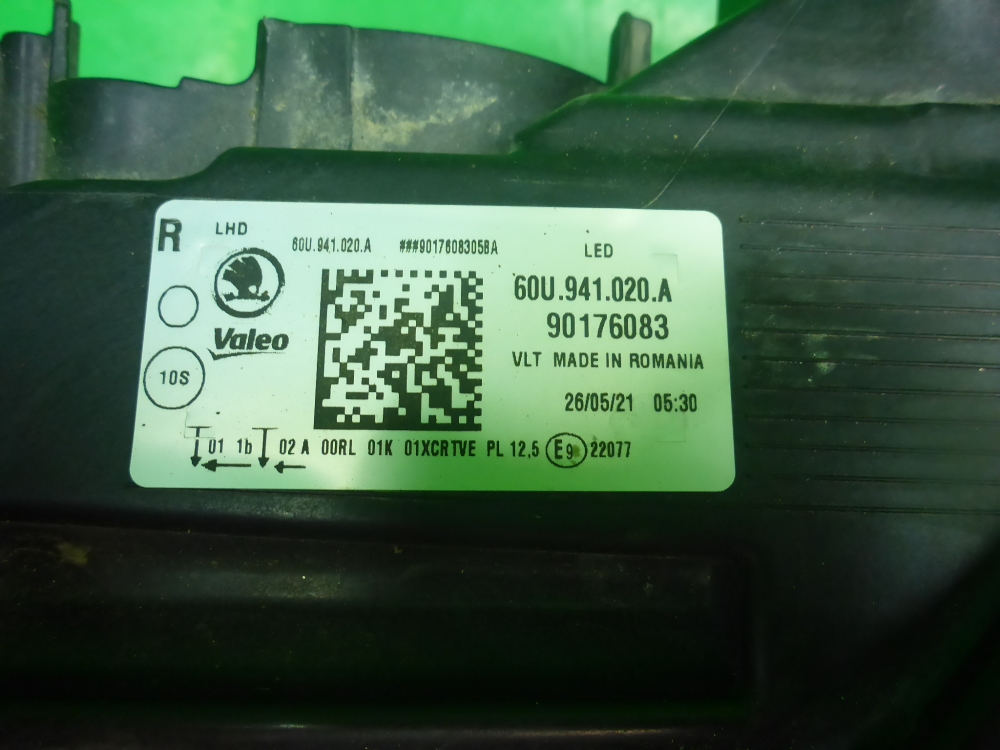 R LHD
60U.941.020.A ###9017608305BA
LED
60U.941.020.A
90176083
Valeo
VLT MADE IN ROMANIA
10S
26/05/21 05:30
01 1b 02 A 00RL 01K 01XCRTVE PL 12,5 E9 22077